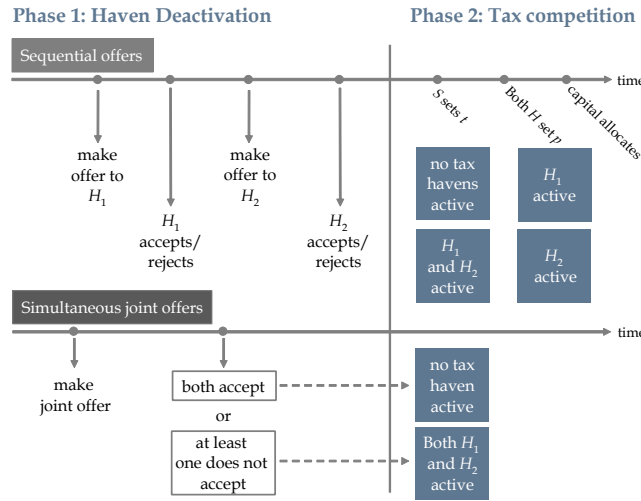 Phase 1: Haven Deactivation
Phase 2: Tax competition
Sequential offers
time
S sets t
Both H set p
capital allocates
make
offer to
H1
H1
accepts/
rejects
make
offer to
H2
H2
accepts/
rejects
no tax
havens
active
H1
active
H1
and H2
active
H2
active
Simultaneous joint offers
time
make
joint offer
both accept
or
at least
one does not
accept
no tax
haven
active
Both H1
and H2
active